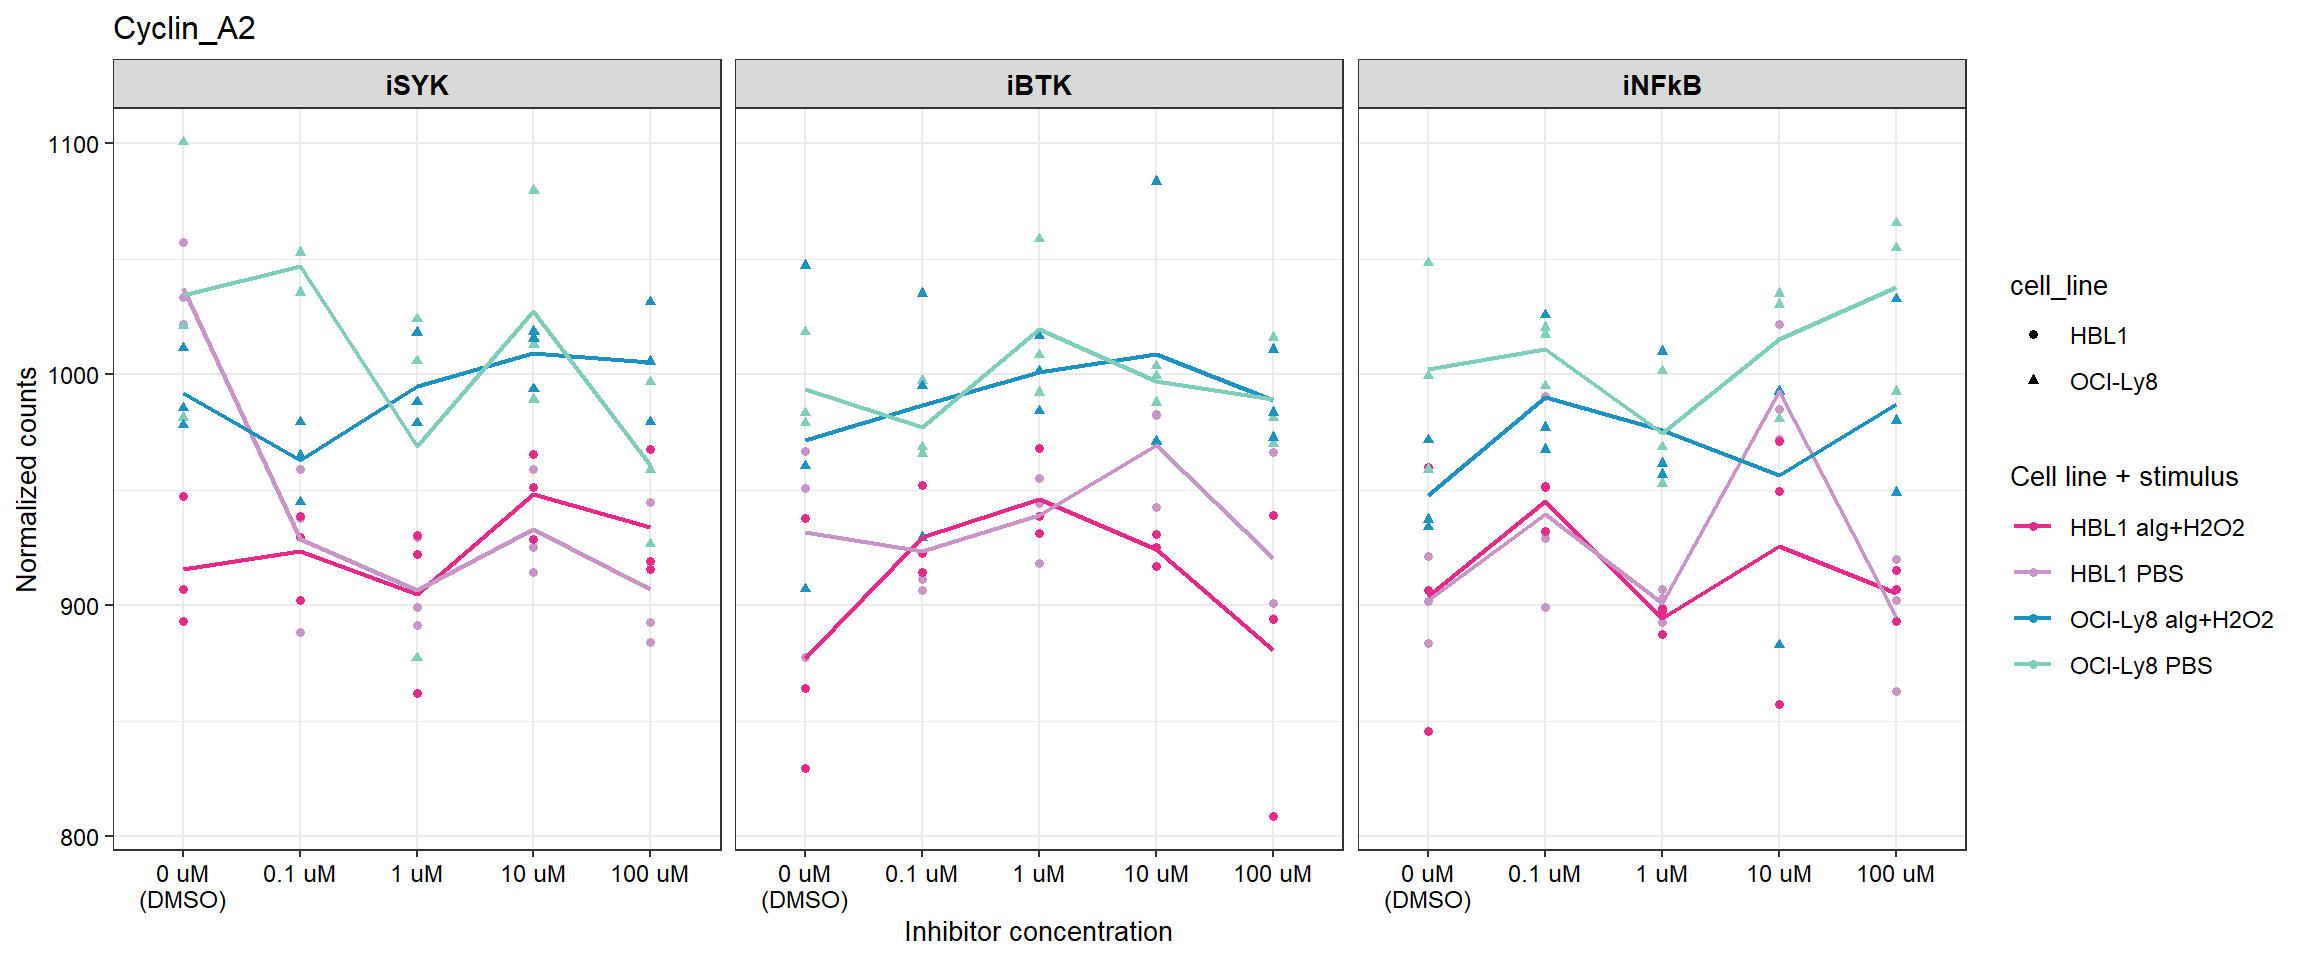 Cyclin_A2
iSYK
iBTK
iNFkB
Normalized counts
1100
1000
900
800
0 uM
(DMSO)
0.1 uM
1 uM
10 uM
100 uM
0 uM
(DMSO)
0.1 uM
1 uM
10 uM
100 uM
0 uM
(DMSO)
0.1 uM
1 uM
10 uM
100 uM
Inhibitor concentration
cell_line
HBL1
OCI-Ly8
Cell line + stimulus
HBL1 aIg+H2O2
HBL1 PBS
OCI-Ly8 aIg+H2O2
OCI-Ly8 PBS